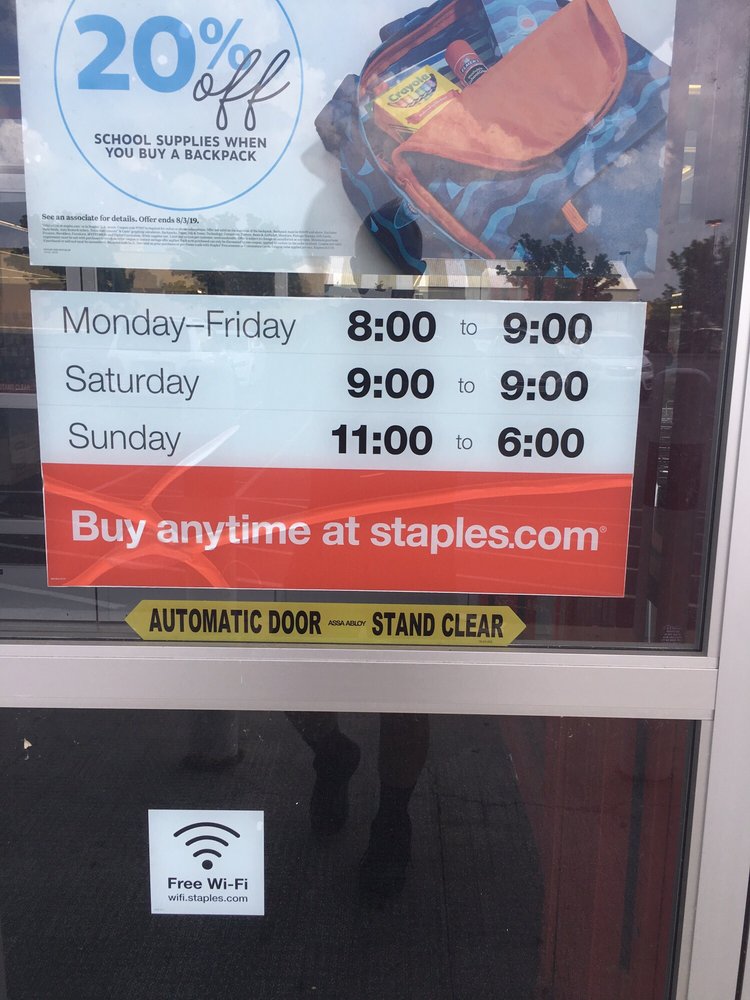 20% off
SCHOOL SUPPLIES WHEN
YOU BUY A BACKPACK
Crayola
See an associate for details. Offer ends 8/3/19.
Monday–Friday 8:00 to 9:00
Saturday 9:00 to 9:00
Sunday 11:00 to 6:00
Buy anytime at staples.com®
AUTOMATIC DOOR ASSA ABLOY STAND CLEAR
Free Wi-Fi
wifi.staples.com